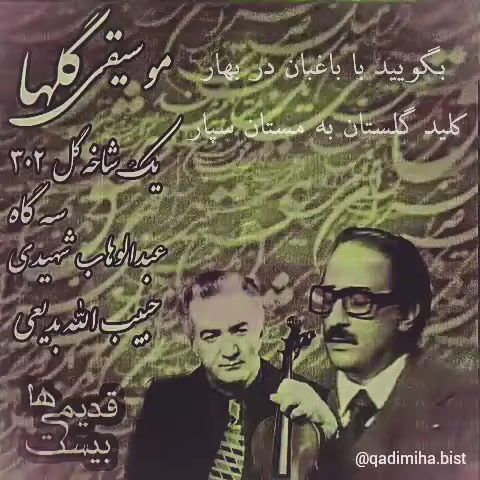 موسیقی گلها
بگویید با باغبان در بهار
کلید گلستان به مستان سپار
یک شاخه گل ۳۰۲
سه گاه
عبدالوهاب شهیدی
حبیب الله بدیعی
قدیمی ها
بیست
@qadimiha.bist